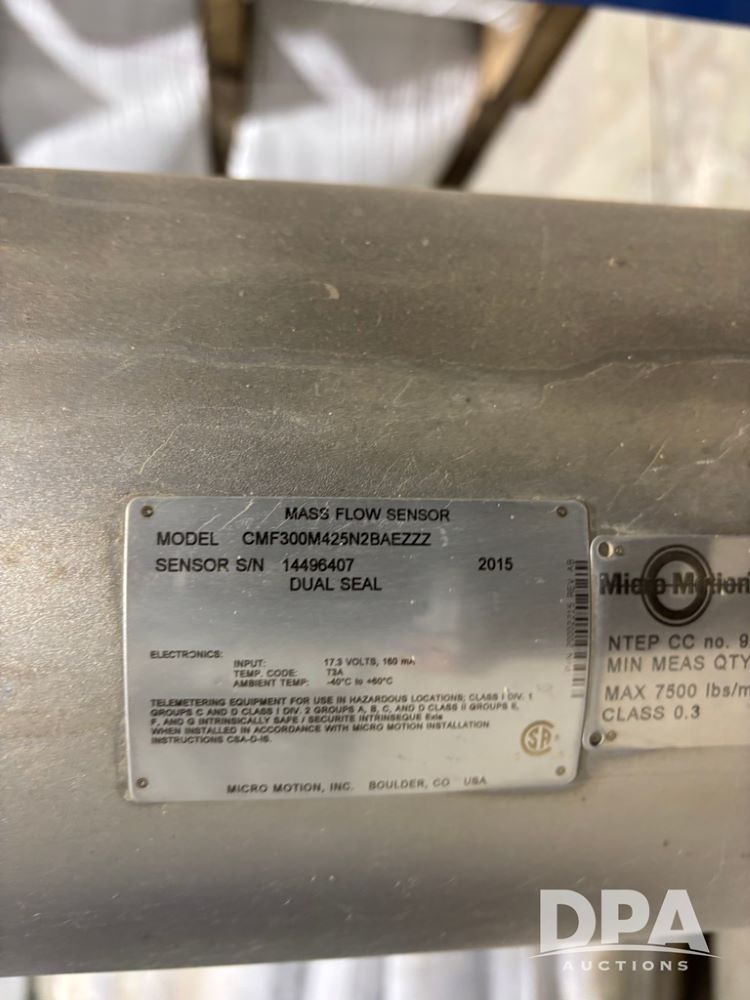 MASS FLOW SENSOR
MODEL CMF300M425N2BAEZZZ
SENSOR S/N 14496407 2015
DUAL SEAL
ELECTRONICS:
INPUT: 17.3 VOLTS, 160 mA
TEMP. CODE: T3A
AMBIENT TEMP: -40°C to +60°C
TELEMETERING EQUIPMENT FOR USE IN HAZARDOUS LOCATIONS; CLASS I DIV. 1
GROUPS C AND D CLASS I DIV. 2 GROUPS A, B, C, AND D CLASS II GROUPS E,
F, AND G INTRINSICALLY SAFE / SECURITE INTRINSEQUE Exia
WHEN INSTALLED IN ACCORDANCE WITH MICRO MOTION INSTALLATION
INSTRUCTIONS CSA-D-IS.
MICRO MOTION, INC. BOULDER, CO USA
SA
REV. AB
Micro Motion
NTEP CC no. 9
MIN MEAS QTY
MAX 7500 lbs/m
CLASS 0.3
DPA
AUCTIONS